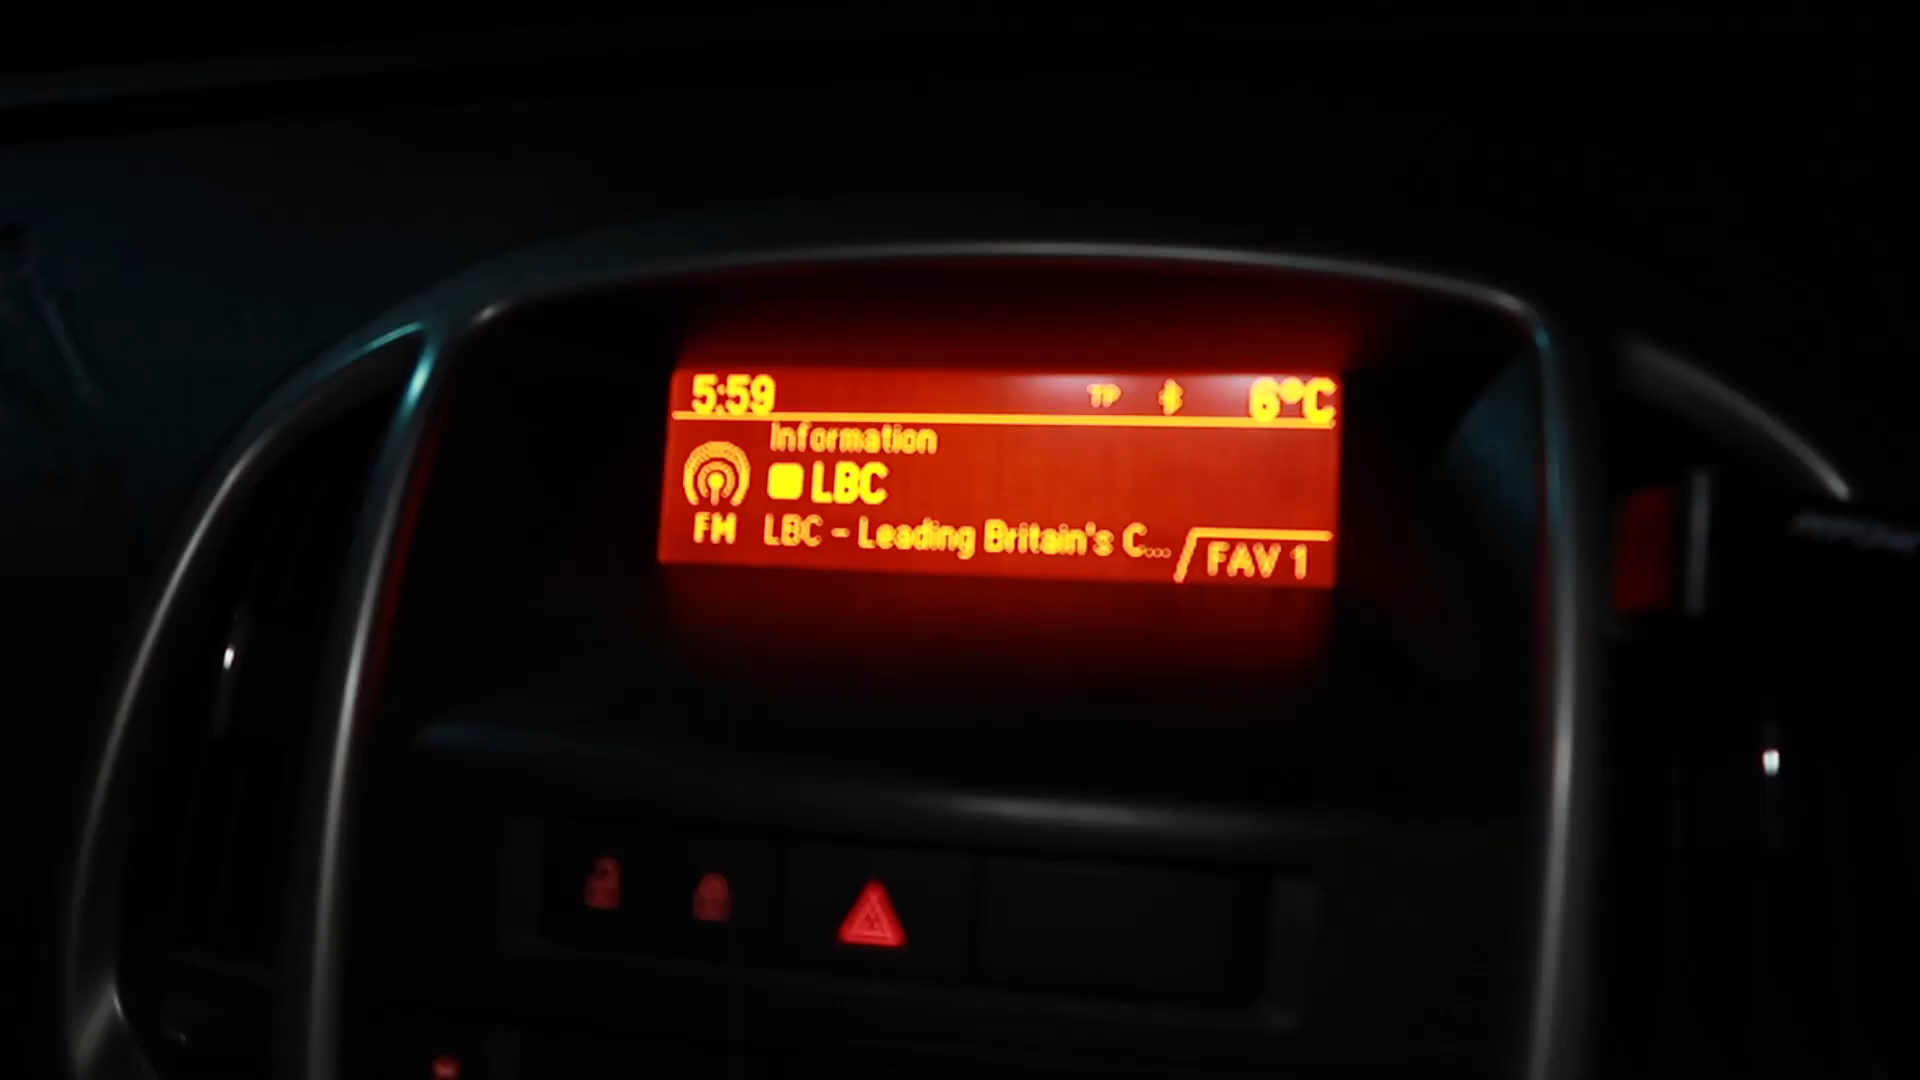 5:59 TP 6°C
Information
LBC
FM LBC - Leading Britain's C...
FAV 1